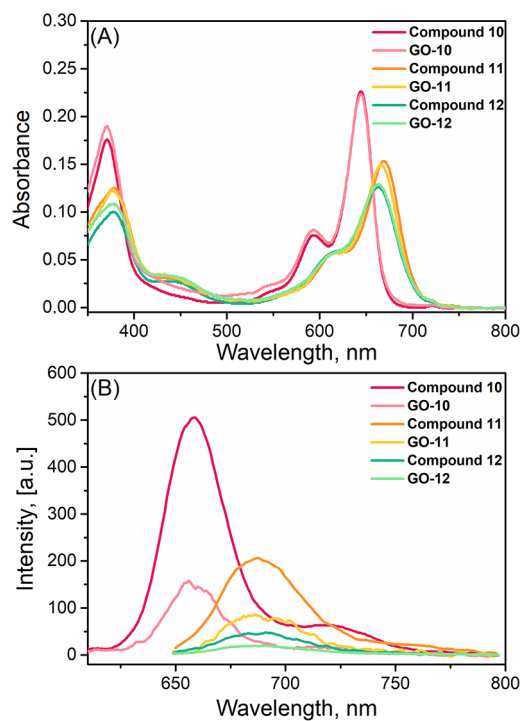 (A)
Compound 10
GO-10
Compound 11
GO-11
Compound 12
GO-12
Absorbance
0.30
0.25
0.20
0.15
0.10
0.05
0.00
400 500 600 700 800
Wavelength, nm
(B)
Compound 10
GO-10
Compound 11
GO-11
Compound 12
GO-12
Intensity, [a.u.]
600
500
400
300
200
100
0
650 700 750 800
Wavelength, nm